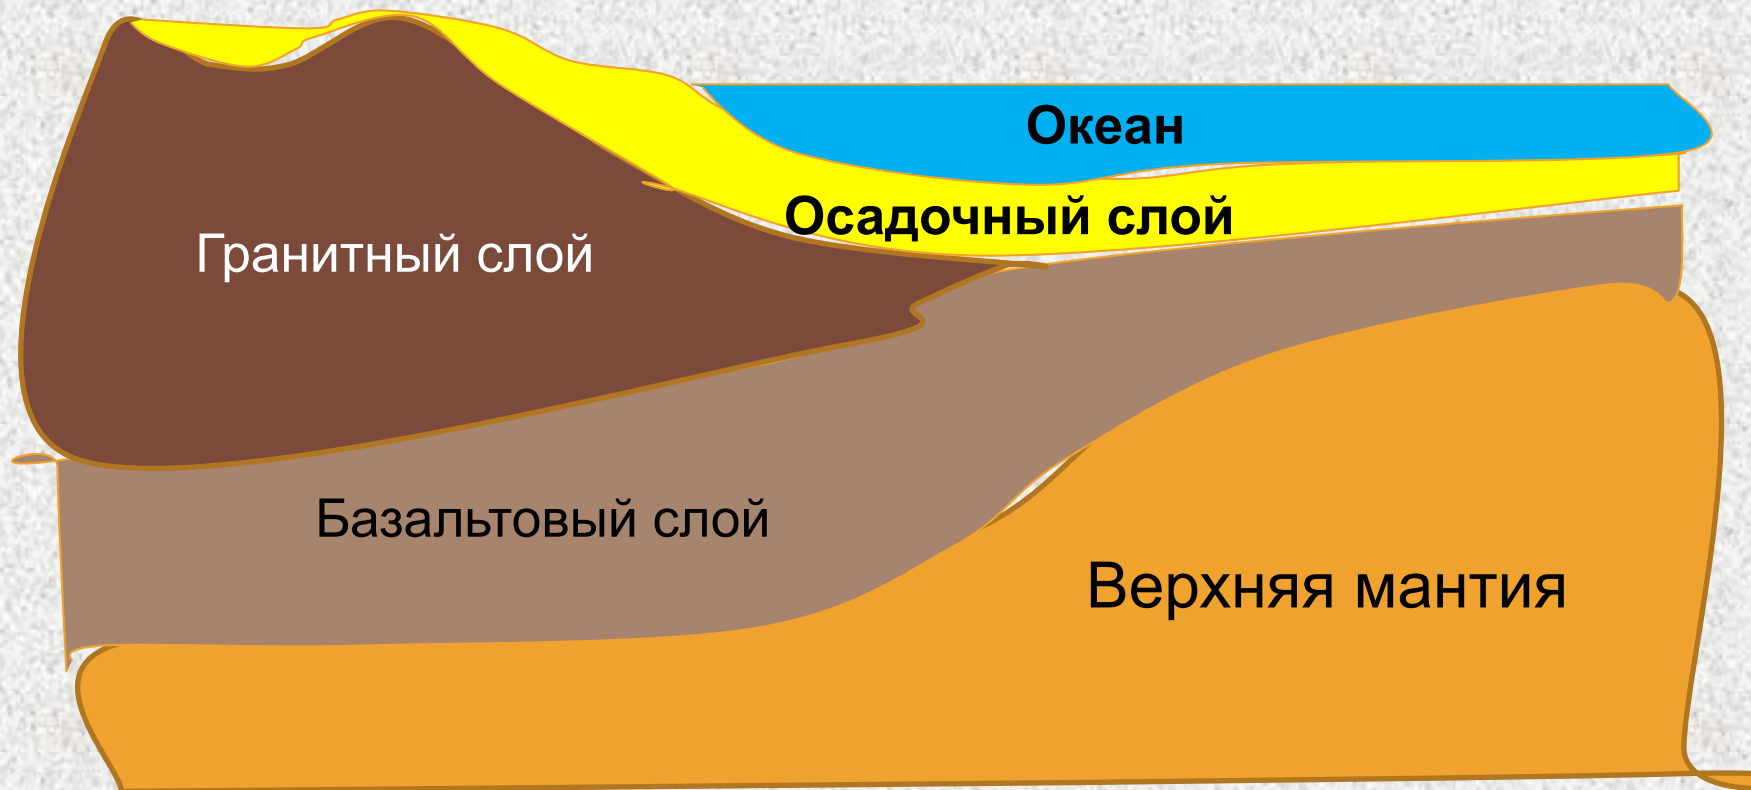 Океан
Осадочный слой
Гранитный слой
Базальтовый слой
Верхняя мантия